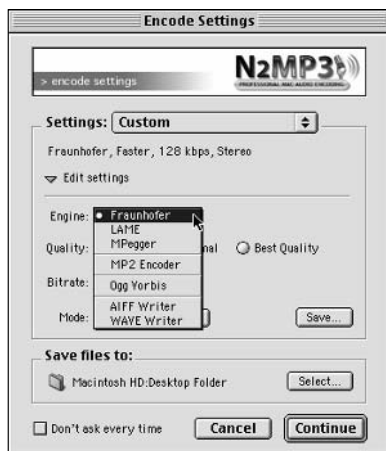 Encode Settings
N2MP3
PROFESSIONAL MAC AUDIO ENCODING
> encode settings
Settings: Custom
Fraunhofer, Faster, 128 kbps, Stereo
Edit settings
Engine: Fraunhofer
LAME
MPegger
Quality: nal Best Quality
MP2 Encoder
Bitrate: Ogg Vorbis
AIFF Writer
Mode: WAVE Writer Save...
Save files to:
Macintosh HD:Desktop Folder Select...
Don't ask every time Cancel Continue